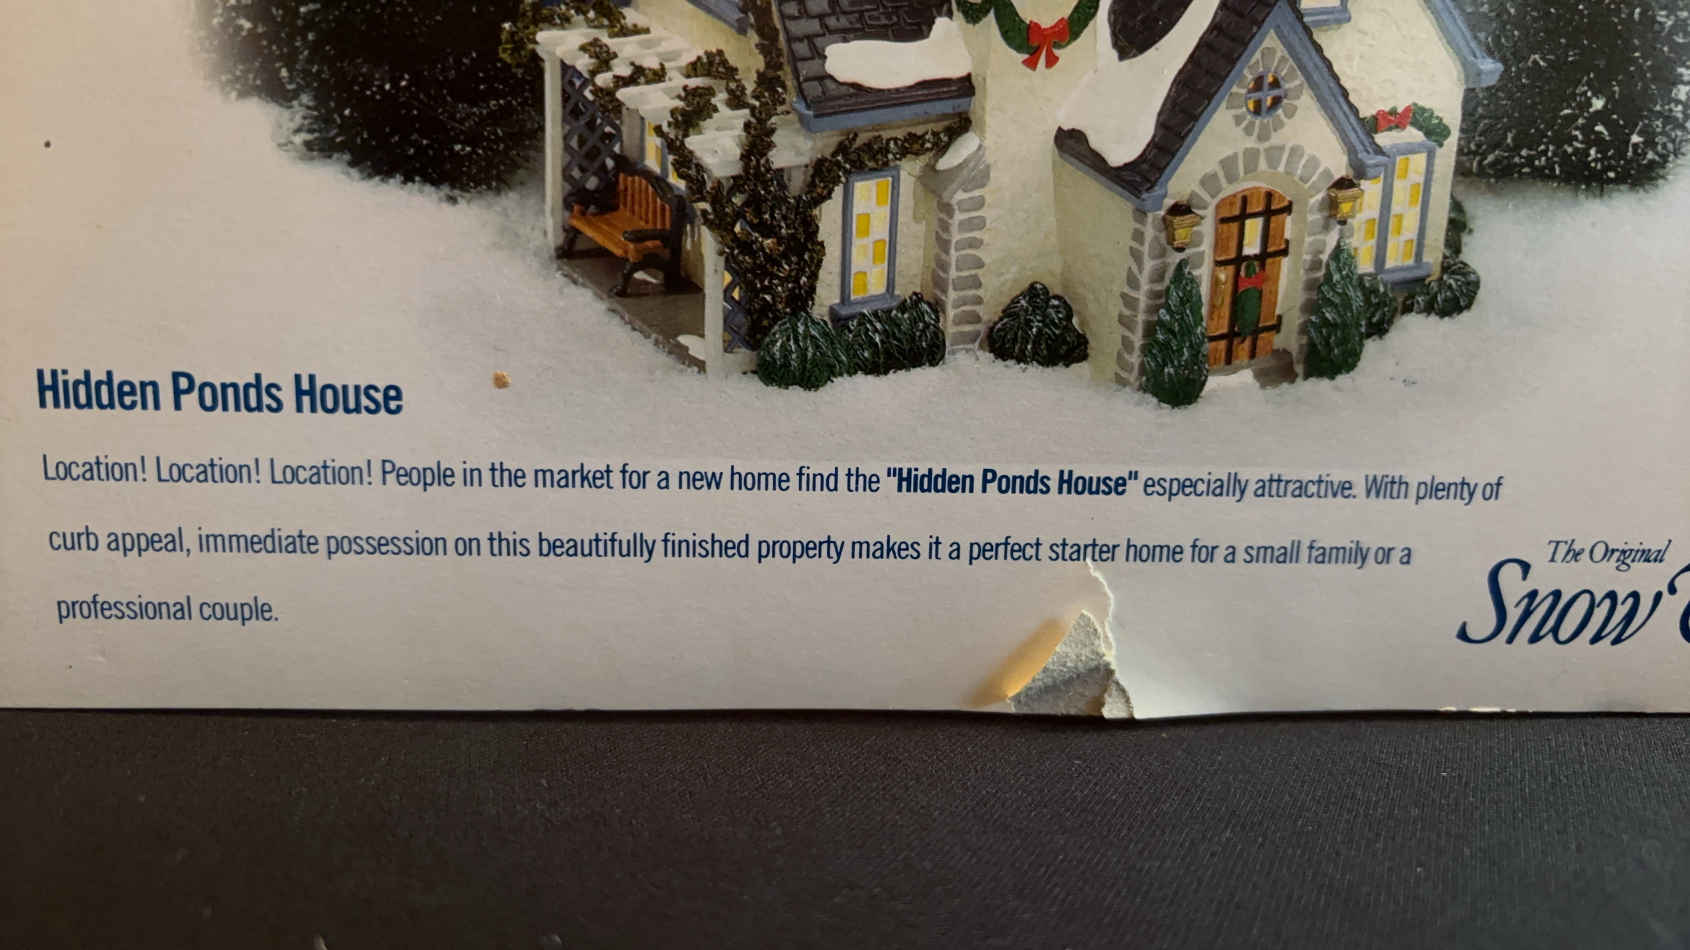 Hidden Ponds House
Location! Location! Location! People in the market for a new home find the "Hidden Ponds House" especially attractive. With plenty of
curb appeal, immediate possession on this beautifully finished property makes it a perfect starter home for a small family or a
professional couple.
The Original
Snow